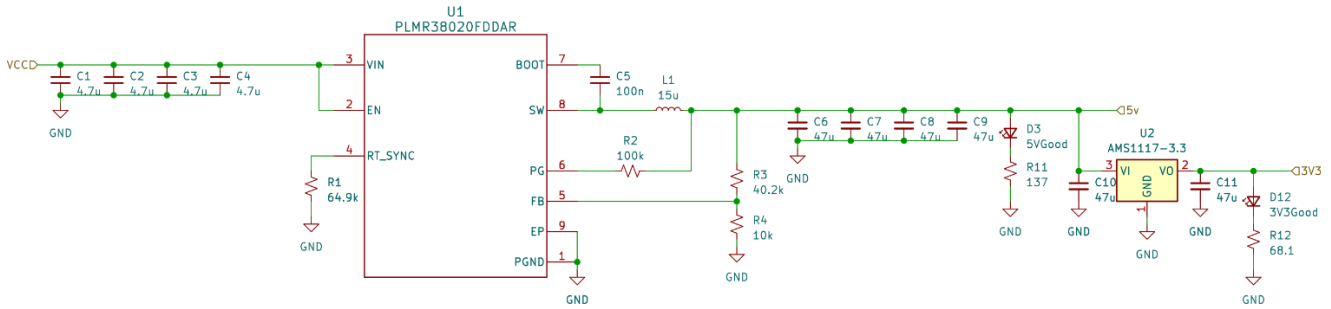 U1
PLMR38020FDDAR
VCC
C1
4.7u
C2
4.7u
C3
4.7u
C4
4.7u
GND
3
VIN
2
EN
4
RT_SYNC
R1
64.9k
GND
BOOT
7
SW
8
PG
6
FB
5
EP
9
PGND
1
GND
C5
100n
L1
15u
R2
100k
R3
40.2k
R4
10k
GND
C6
47u
C7
47u
C8
47u
C9
47u
GND
D3
5VGood
R11
137
GND
5v
U2
AMS1117-3.3
3
VI
VO
2
GND
1
GND
C10
47u
GND
C11
47u
GND
3V3
D12
3V3Good
R12
68.1
GND